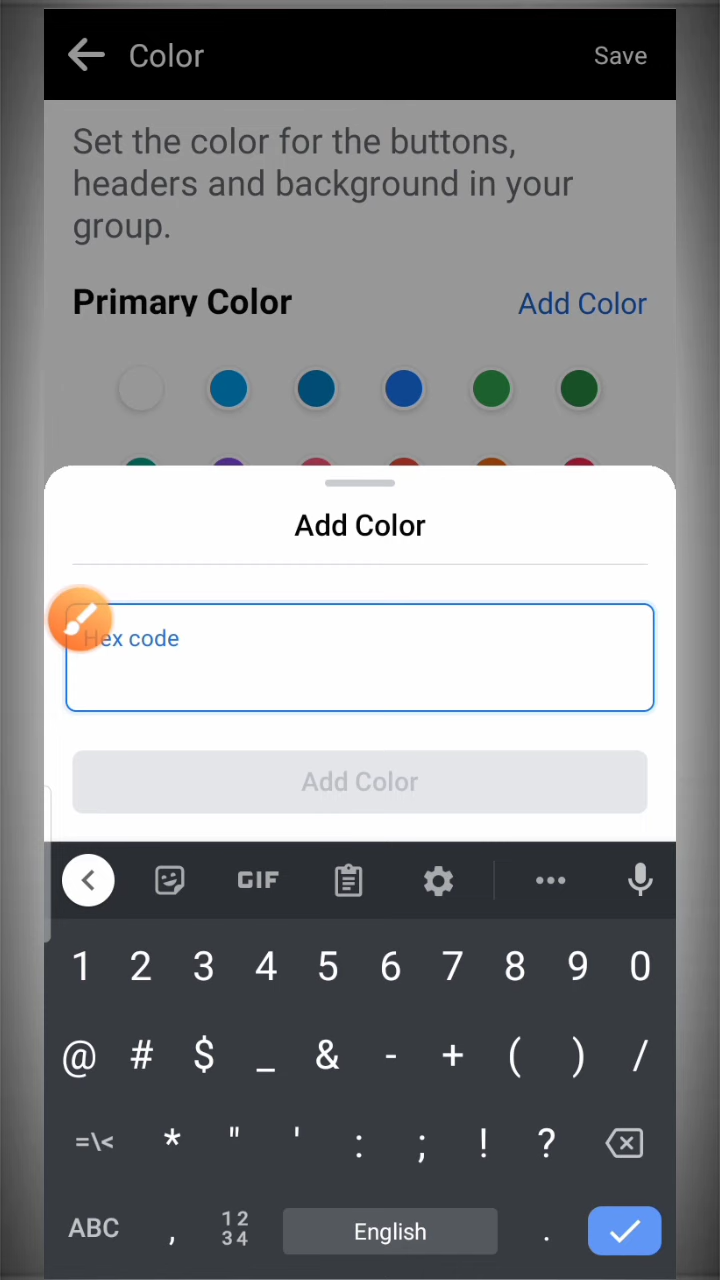 Color
Save
Set the color for the buttons,
headers and background in your
group.
Primary Color
Add Color
Add Color
Hex code
Add Color
GIF
1 2 3 4 5 6 7 8 9 0
@ # $ _ & - + ( ) /
=\< * " ' : ; ! ?
ABC , 12 34 English .